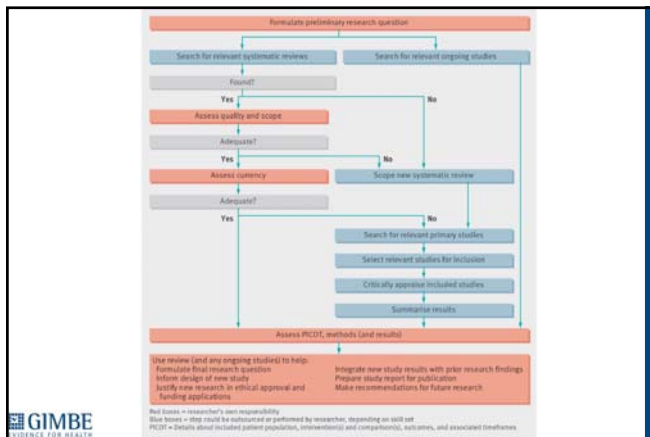 Formulate preliminary research question
Search for relevant systematic reviews
Search for relevant ongoing studies
Found?
Yes
No
Assess quality and scope
Adequate?
Yes
No
Assess currency
Scope new systematic review
Adequate?
Yes
No
Search for relevant primary studies
Select relevant studies for inclusion
Critically appraise included studies
Summarise results
Assess PICOT, methods (and results)
Use review (and any ongoing studies) to help:
Formulate final research question
Inform design of new study
Justify new research in ethical approval and
funding applications
Integrate new study results with prior research findings
Prepare study report for publication
Make recommendations for future research
Red boxes = researcher's own responsibility
Blue boxes = step could be outsourced or performed by researcher, depending on skill set
PICOT = Details about included patient population, intervention(s) and comparison(s), outcomes, and associated timeframes
GIMBE
EVIDENCE FOR HEALTH